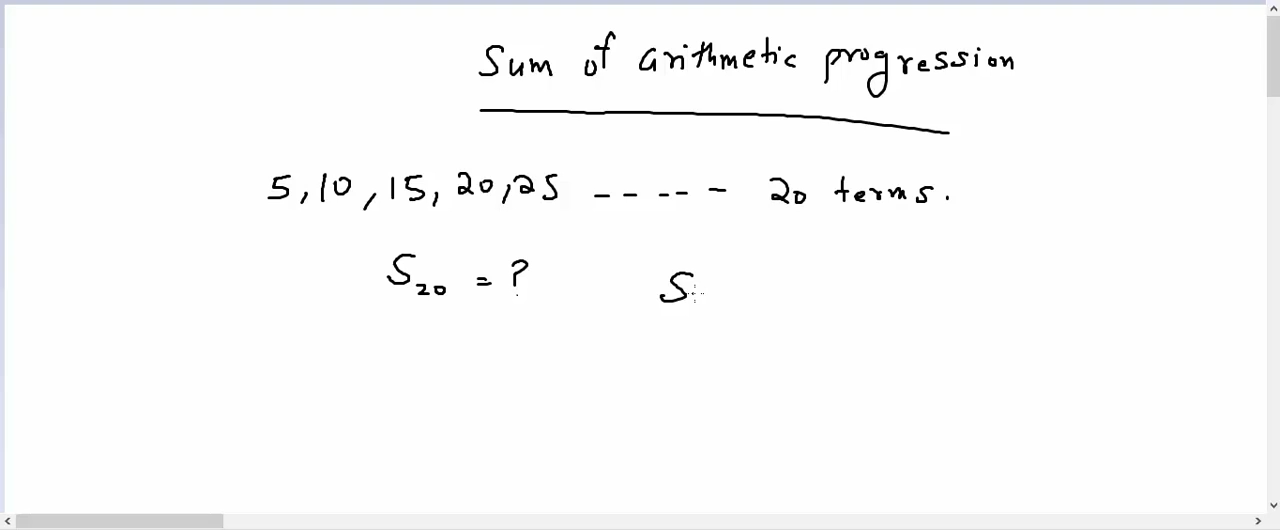 Sum of arithmetic progression
5, 10, 15, 20, 25 ----- 20 terms.
S20 = ? S